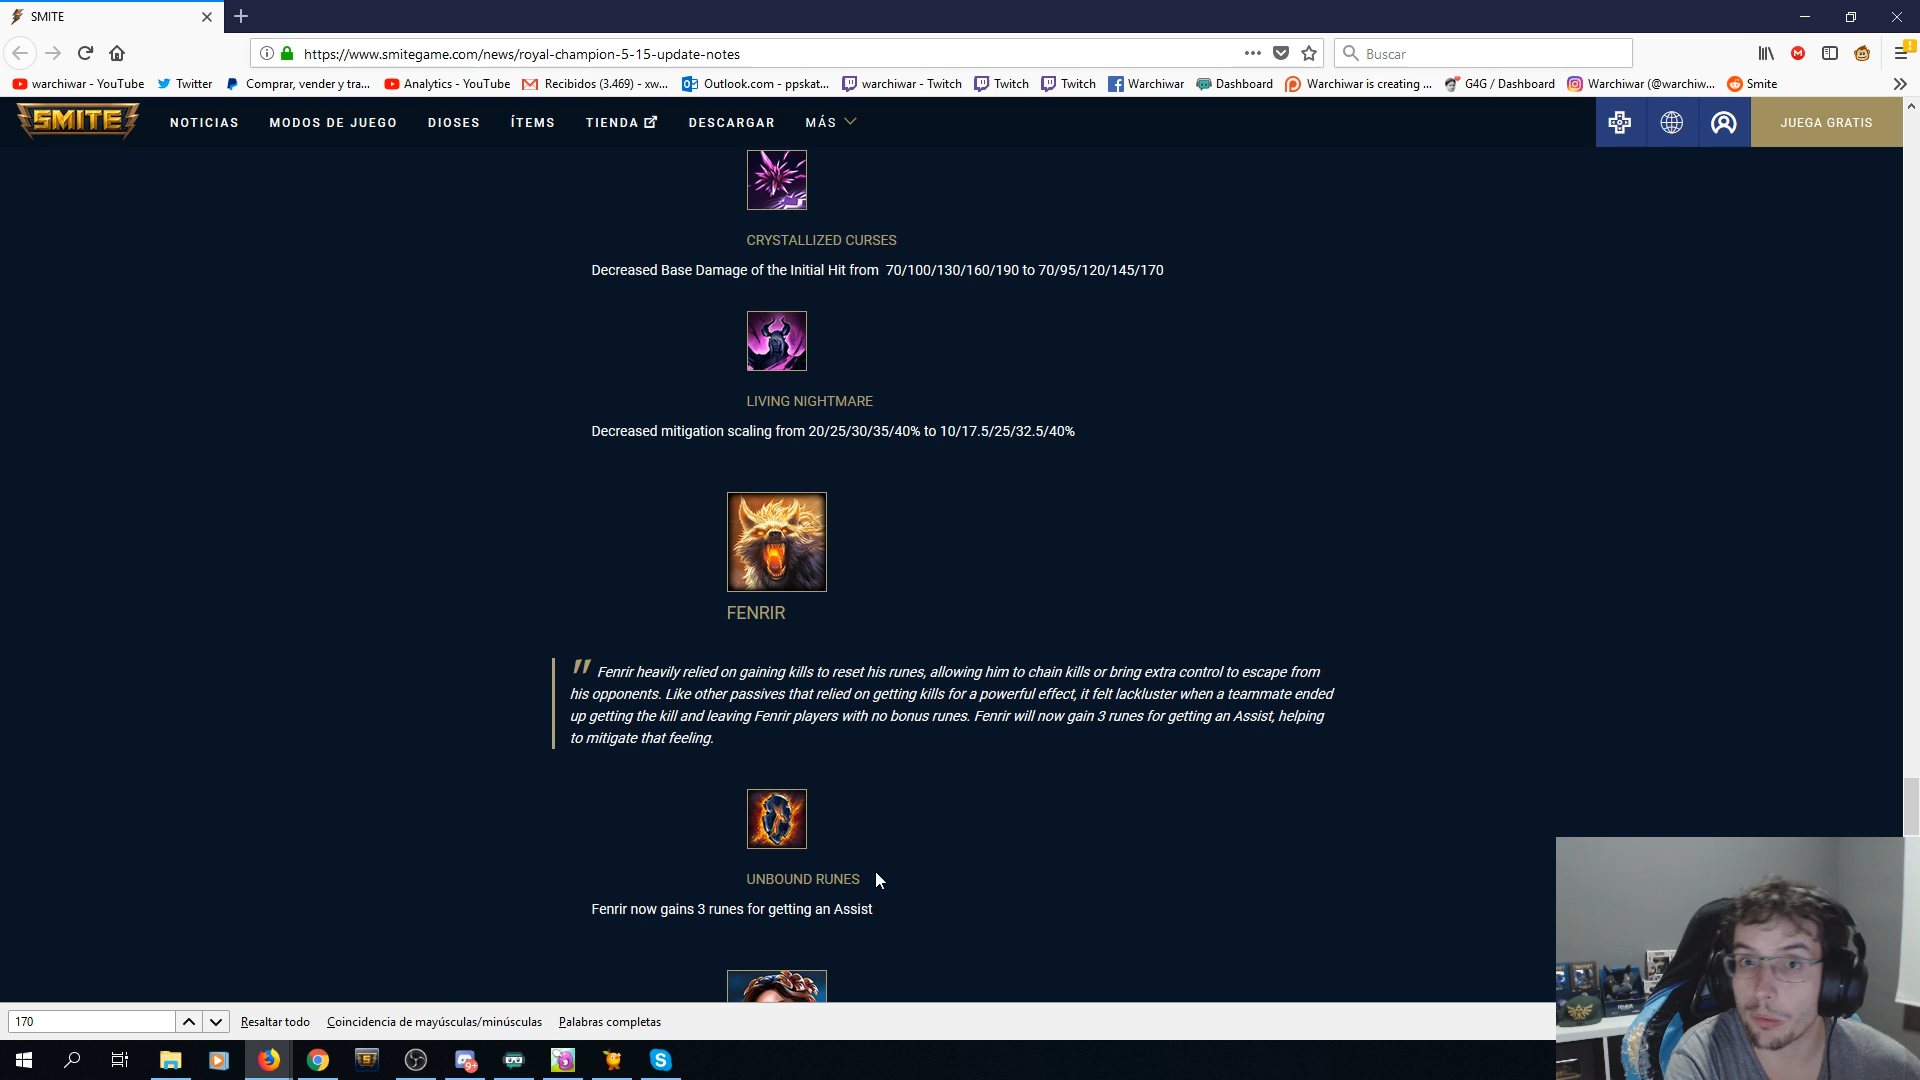 SMITE
https://www.smitegame.com/news/royal-champion-5-15-update-notes
Buscar
warchiwar - YouTube
Twitter
Comprar, vender y tra...
Analytics - YouTube
Recibidos (3.469) - xw...
Outlook.com - ppskat...
warchiwar - Twitch
Twitch
Twitch
Warchiwar
Dashboard
Warchiwar is creating ...
G4G / Dashboard
Warchiwar (@warchiw...
Smite
SMITE
NOTICIAS
MODOS DE JUEGO
DIOSES
ÍTEMS
TIENDA
DESCARGAR
MÁS
JUEGA GRATIS
CRYSTALLIZED CURSES
Decreased Base Damage of the Initial Hit from 70/100/130/160/190 to 70/95/120/145/170
LIVING NIGHTMARE
Decreased mitigation scaling from 20/25/30/35/40% to 10/17.5/25/32.5/40%
FENRIR
" Fenrir heavily relied on gaining kills to reset his runes, allowing him to chain kills or bring extra control to escape from
his opponents. Like other passives that relied on getting kills for a powerful effect, it felt lackluster when a teammate ended
up getting the kill and leaving Fenrir players with no bonus runes. Fenrir will now gain 3 runes for getting an Assist, helping
to mitigate that feeling.
UNBOUND RUNES
Fenrir now gains 3 runes for getting an Assist
170
Resaltar todo
Coincidencia de mayúsculas/minúsculas
Palabras completas
9+